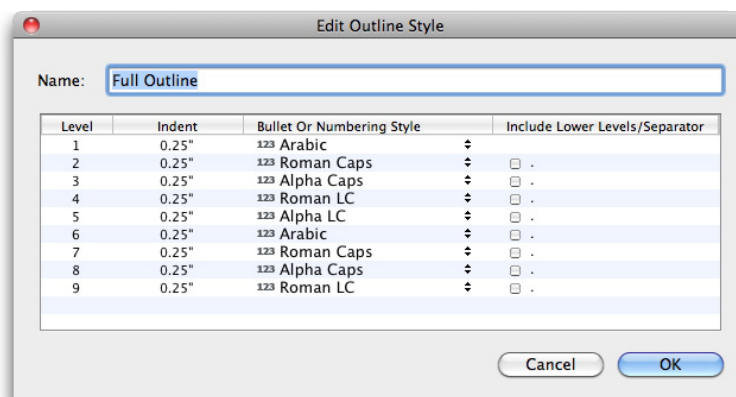 Edit Outline Style
Name: Full Outline
Level Indent Bullet Or Numbering Style Include Lower Levels/Separator
1 0.25" 123 Arabic
2 0.25" 123 Roman Caps .
3 0.25" 123 Alpha Caps .
4 0.25" 123 Roman LC .
5 0.25" 123 Alpha LC .
6 0.25" 123 Arabic .
7 0.25" 123 Roman Caps .
8 0.25" 123 Alpha Caps .
9 0.25" 123 Roman LC .
Cancel OK